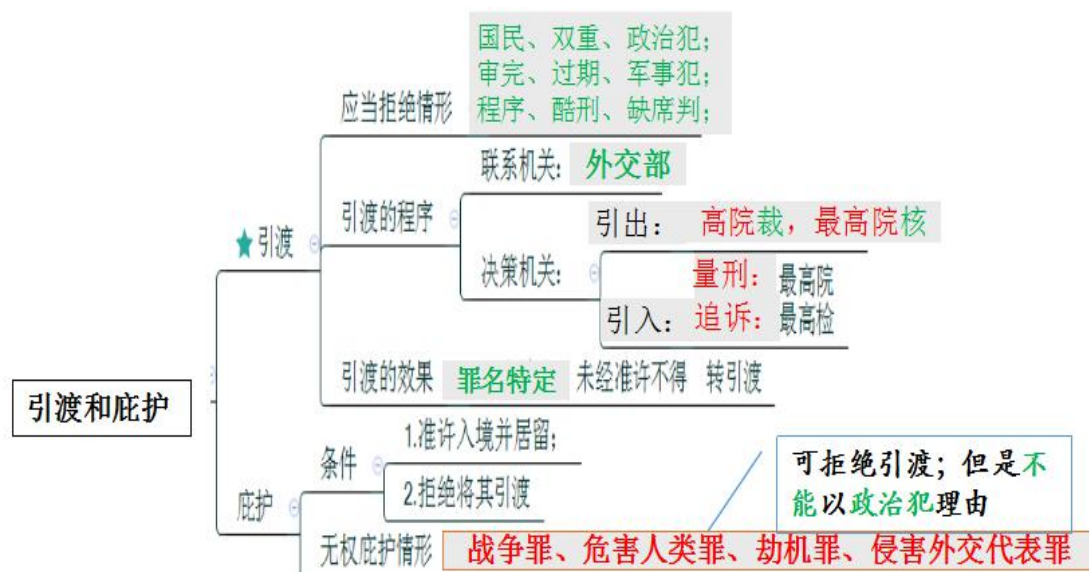 国民、双重、政治犯;
审完、过期、军事犯;
应当拒绝情形 程序、酷刑、缺席判;
联系机关: 外交部
引渡的程序
引出: 高院裁，最高院核
★引渡
决策机关:
量刑: 最高院
引入: 追诉: 最高检
引渡的效果 罪名特定 未经准许不得 转引渡
引渡和庇护
1.准许入境并居留;
条件
2.拒绝将其引渡
可拒绝引渡; 但是不
能以政治犯理由
庇护
无权庇护情形 战争罪、危害人类罪、劫机罪、侵害外交代表罪